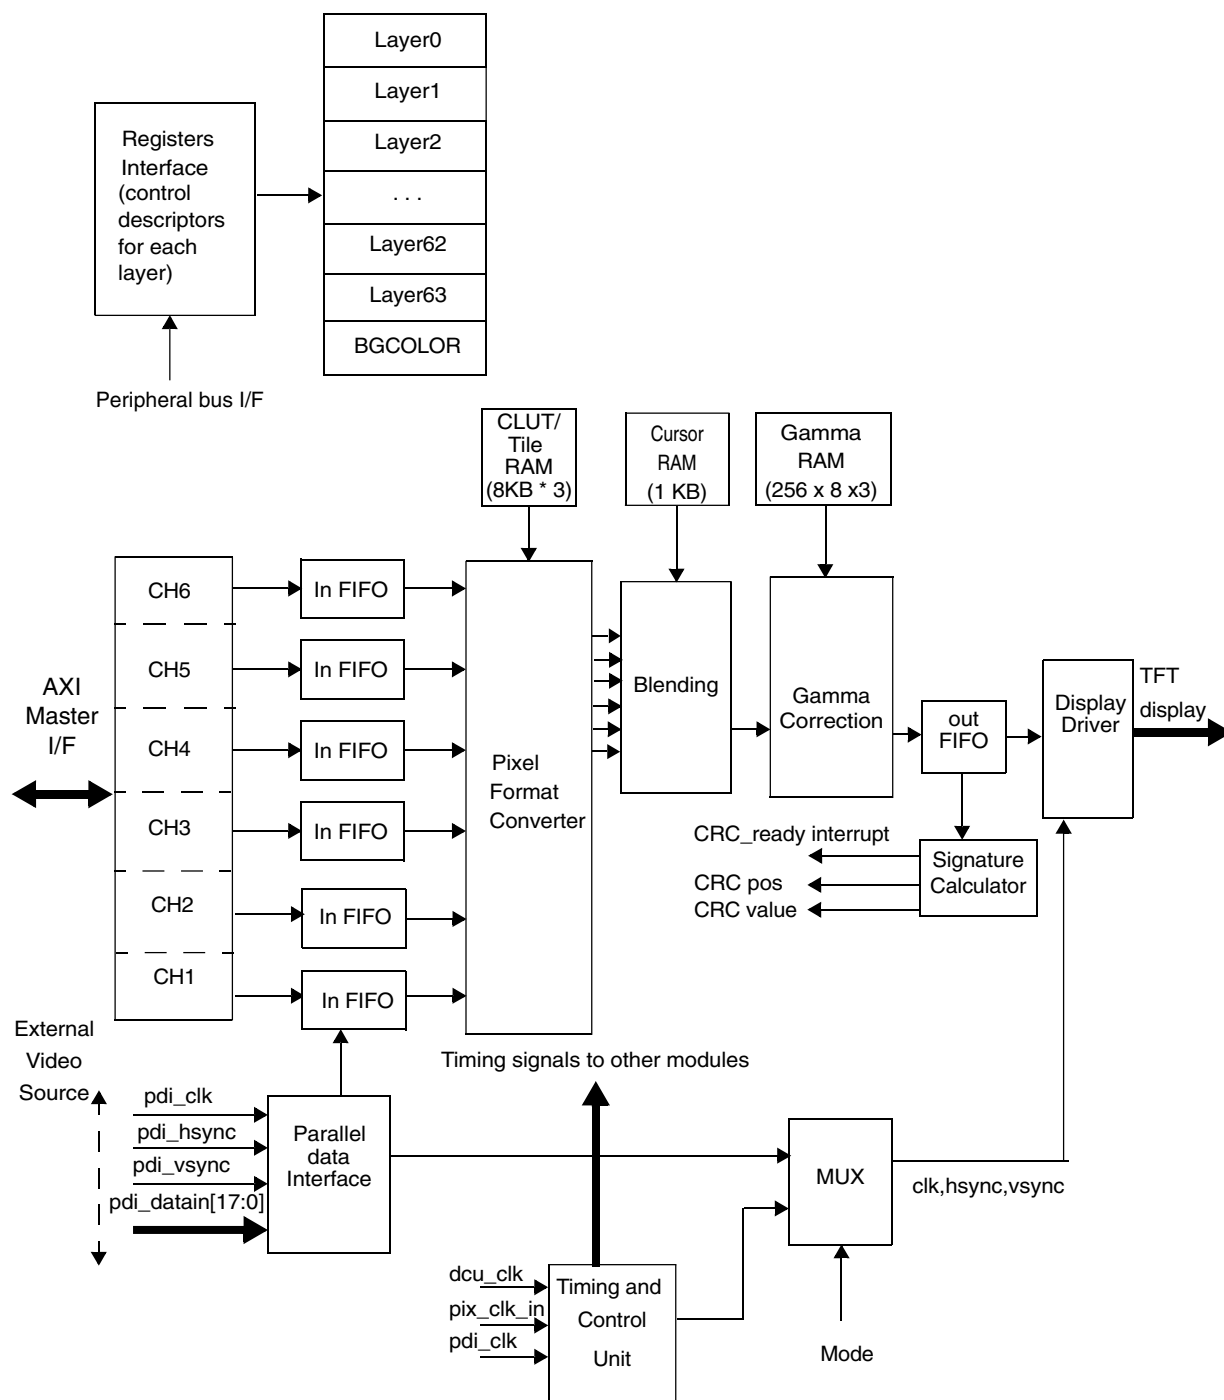 Layer0
Layer1
Layer2
. . .
Layer62
Layer63
BGCOLOR
Registers
Interface
(control
descriptors
for each
layer)
Peripheral bus I/F
CLUT/
Tile
RAM
(8KB * 3)
Cursor
RAM
(1 KB)
Gamma
RAM
(256 x 8 x3)
AXI
Master
I/F
CH6
CH5
CH4
CH3
CH2
CH1
In FIFO
In FIFO
In FIFO
In FIFO
In FIFO
In FIFO
Pixel
Format
Converter
Blending
Gamma
Correction
out
FIFO
Display
Driver
TFT
display
CRC_ready interrupt
CRC pos
CRC value
Signature
Calculator
External
Video
Source
pdi_clk
pdi_hsync
pdi_vsync
pdi_datain[17:0]
Parallel
data
Interface
Timing signals to other modules
MUX
clk,hsync,vsync
Mode
dcu_clk
pix_clk_in
pdi_clk
Timing and
Control
Unit